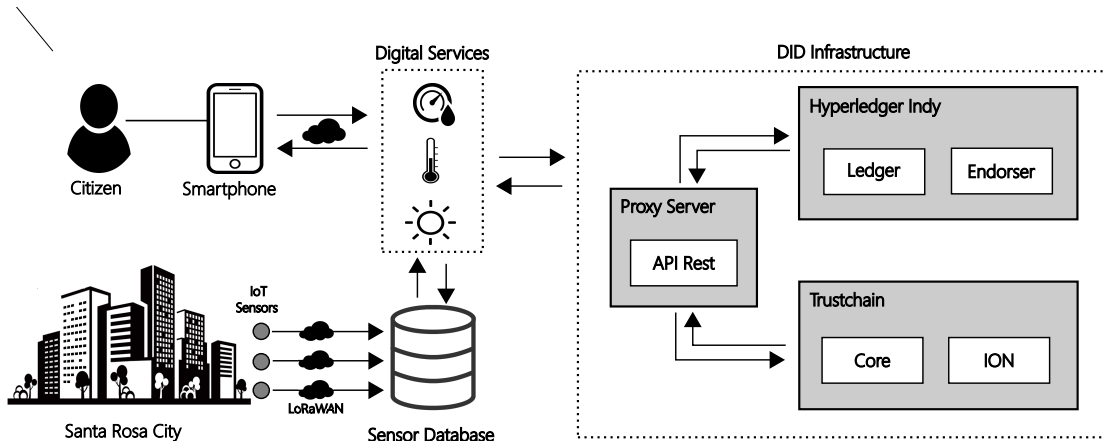 Digital Services
DID Infrastructure
Hyperledger Indy
Ledger
Endorser
Citizen
Smartphone
Proxy Server
API Rest
IoT
Sensors
Trustchain
Core
ION
LoRaWAN
Santa Rosa City
Sensor Database